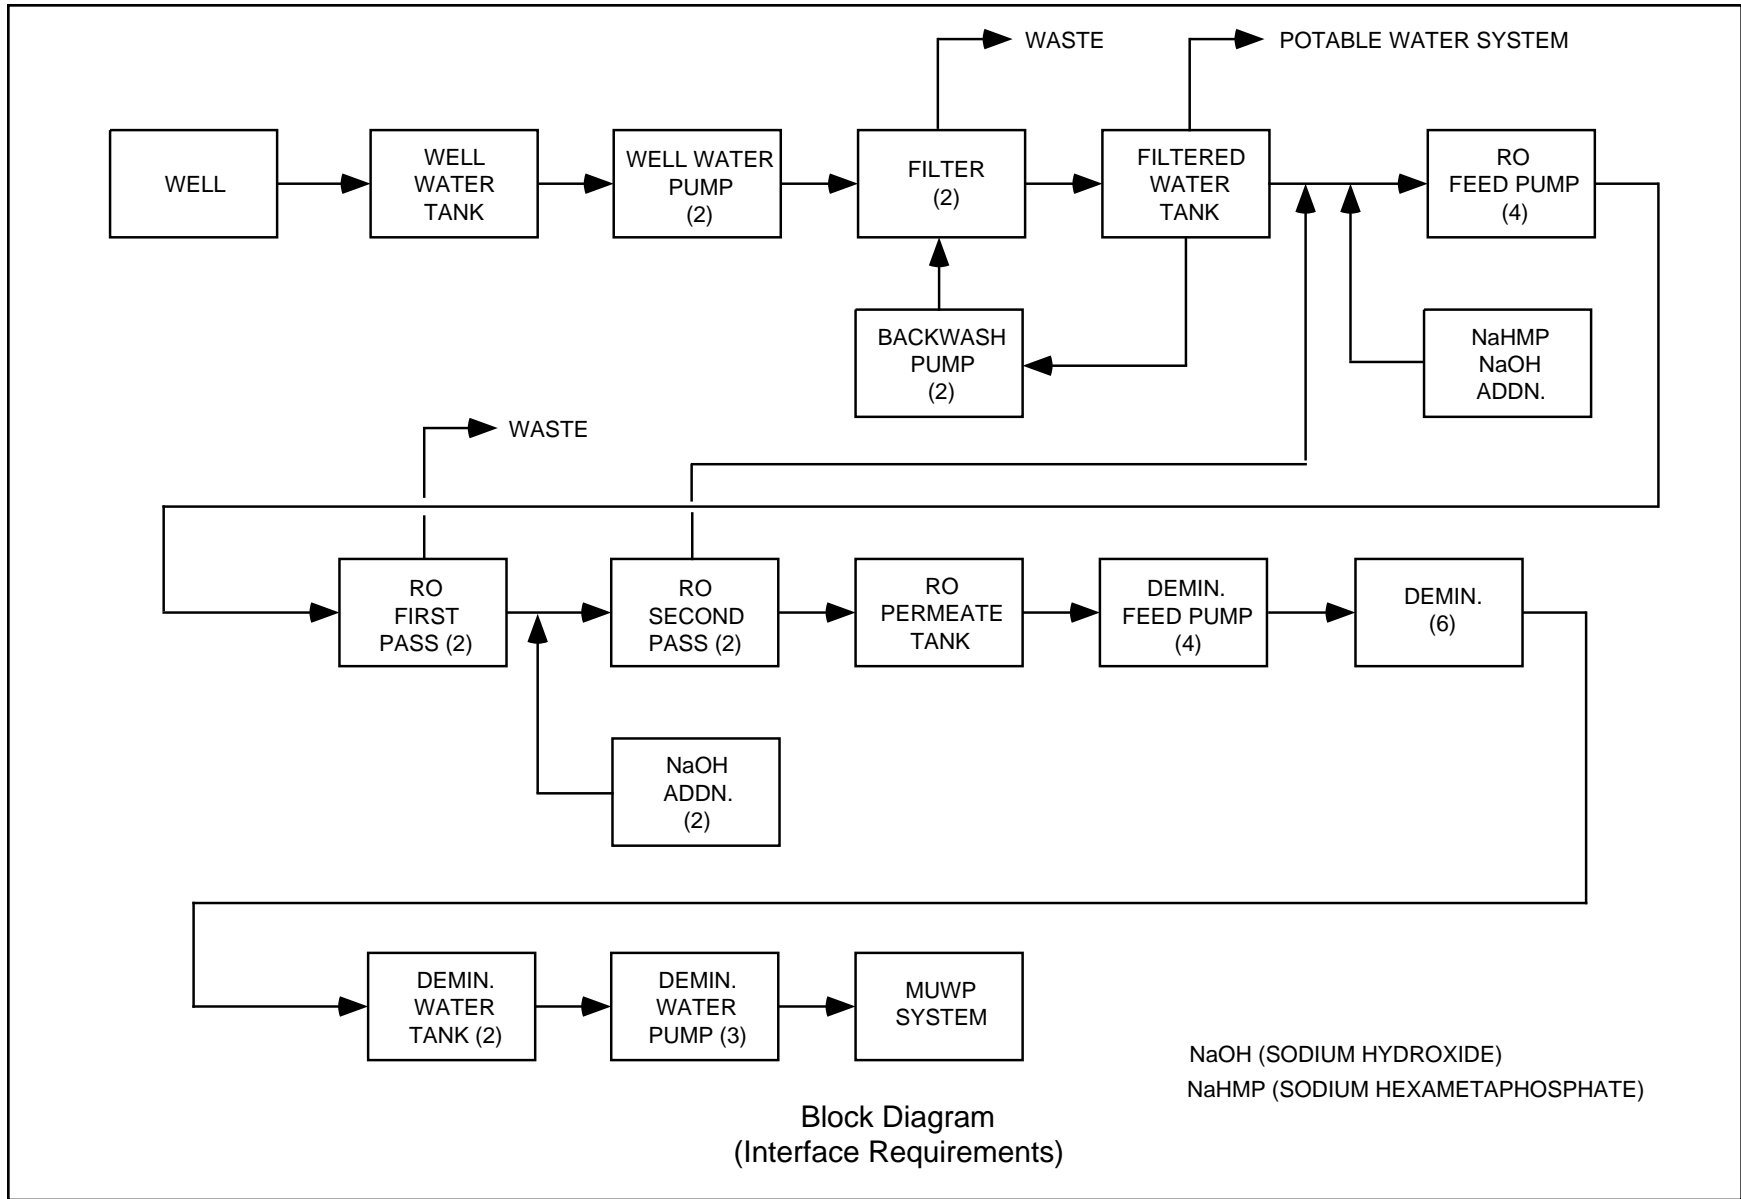 WASTE
POTABLE WATER SYSTEM
WELL
WELL
WATER
TANK
WELL WATER
PUMP
(2)
FILTER
(2)
FILTERED
WATER
TANK
RO
FEED PUMP
(4)
BACKWASH
PUMP
(2)
NaHMP
NaOH
ADDN.
WASTE
RO
FIRST
PASS (2)
RO
SECOND
PASS (2)
RO
PERMEATE
TANK
DEMIN.
FEED PUMP
(4)
DEMIN.
(6)
NaOH
ADDN.
(2)
DEMIN.
WATER
TANK (2)
DEMIN.
WATER
PUMP (3)
MUWP
SYSTEM
NaOH (SODIUM HYDROXIDE)
NaHMP (SODIUM HEXAMETAPHOSPHATE)
Block Diagram
(Interface Requirements)